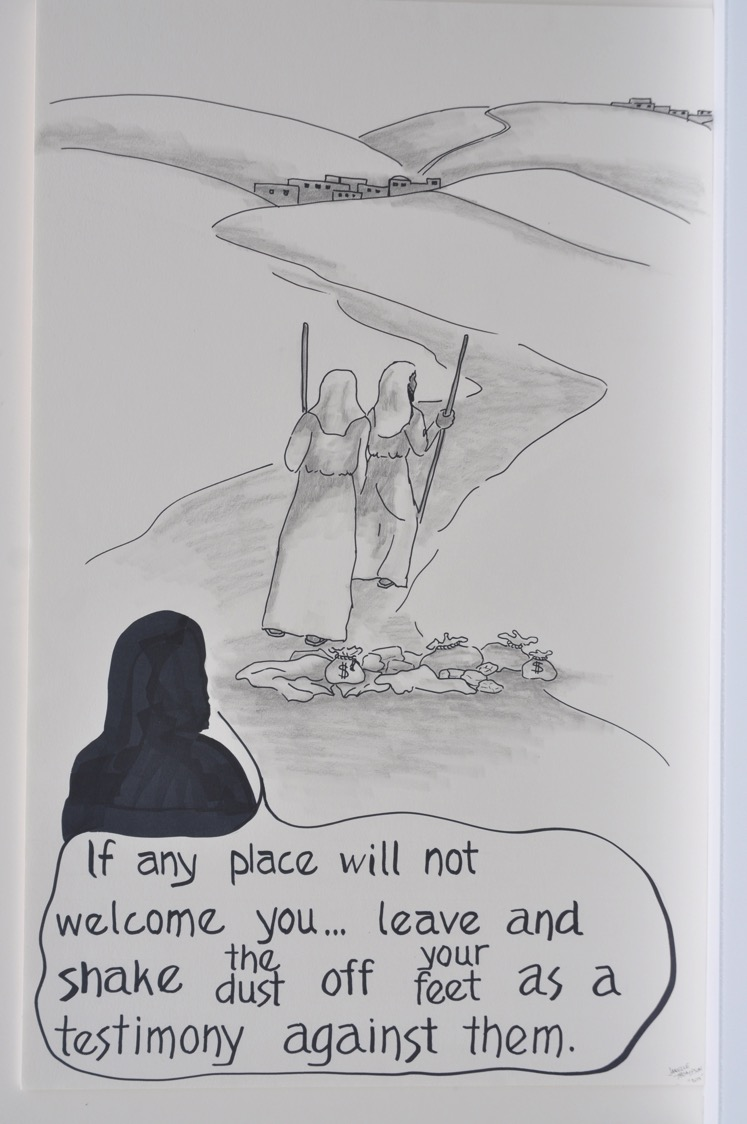 $
$
If any place will not
welcome you... leave and
shake the dust off your feet as a
testimony against them.